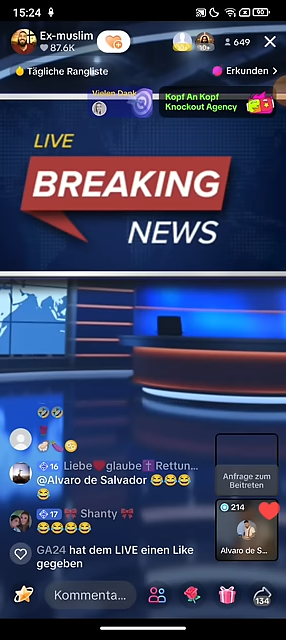 15:24
90
Ex-muslim
87.6K
10+
649
Tägliche Rangliste
Erkunden
Vielen Dank
Kopf An Kopf
Knockout Agency
LIVE
BREAKING
NEWS
16 Liebe❤️glaube✝️Rettun...
@Alvaro de Salvador 😂😂😂
😂
17 🎀 Shanty 🎀
😂😂😂😂
GA24 hat dem LIVE einen Like
gegeben
Anfrage zum
Beitreten
214
Alvaro de S...
Kommenta...
134